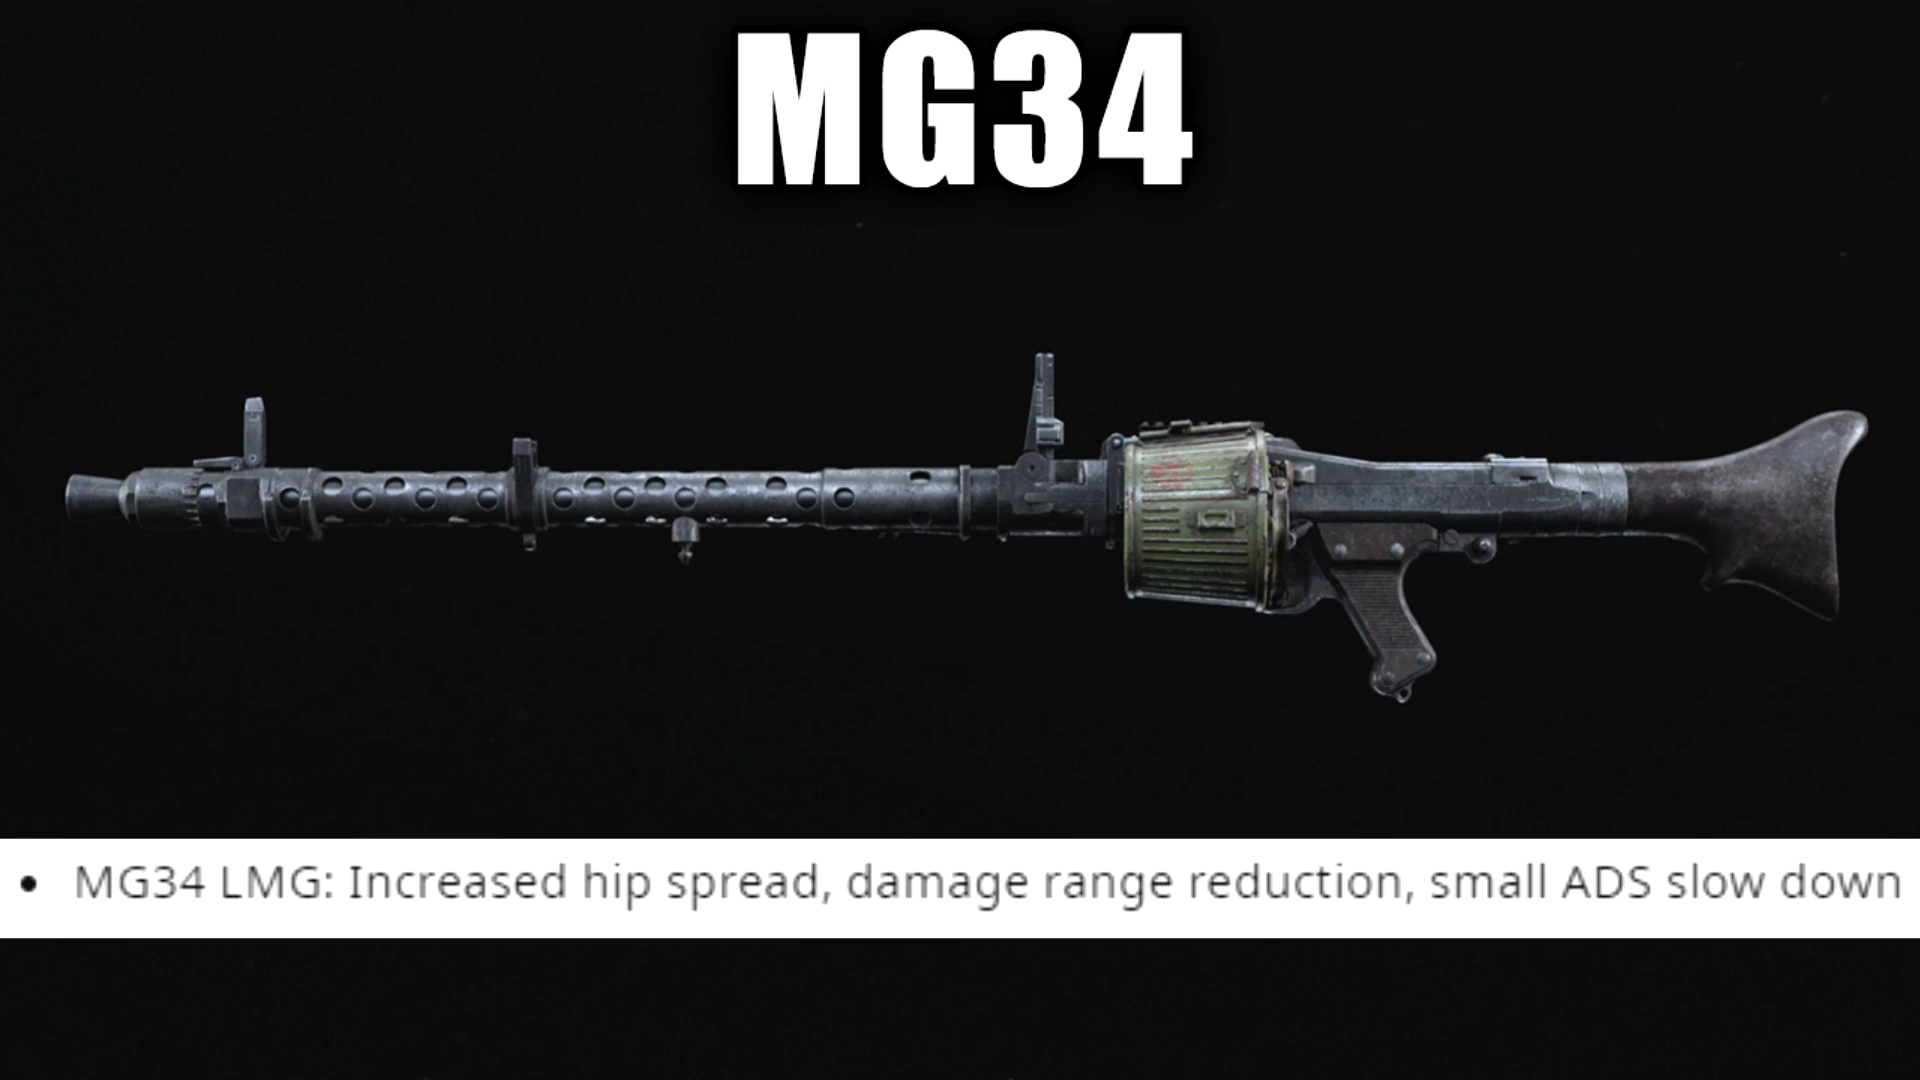 MG34
• MG34 LMG: Increased hip spread, damage range reduction, small ADS slow down